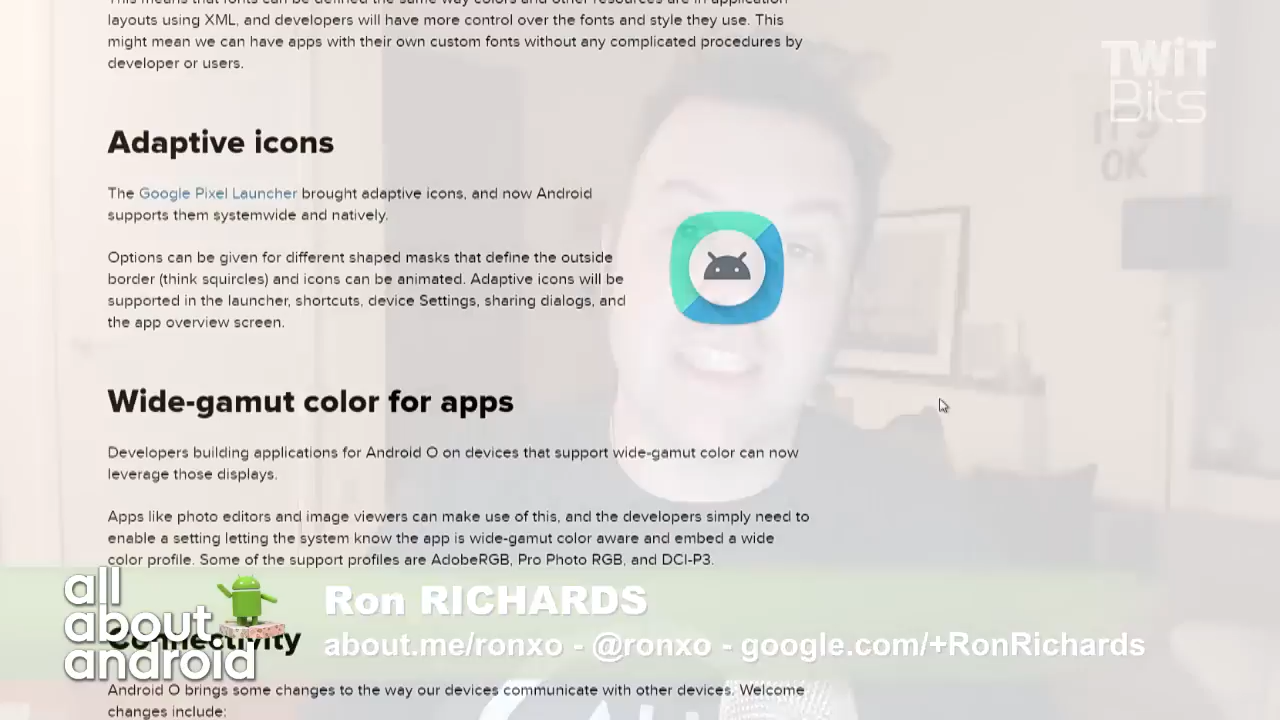 This means that fonts can be defined the same way colors and other resources are in application
layouts using XML, and developers will have more control over the fonts and style they use. This
might mean we can have apps with their own custom fonts without any complicated procedures by
developer or users.
TWiT
Bits
IT'S
OK
Adaptive icons
The Google Pixel Launcher brought adaptive icons, and now Android
supports them systemwide and natively.
Options can be given for different shaped masks that define the outside
border (think squircles) and icons can be animated. Adaptive icons will be
supported in the launcher, shortcuts, device Settings, sharing dialogs, and
the app overview screen.
Wide-gamut color for apps
Developers building applications for Android O on devices that support wide-gamut color can now
leverage those displays.
Apps like photo editors and image viewers can make use of this, and the developers simply need to
enable a setting letting the system know the app is wide-gamut color aware and embed a wide
color profile. Some of the support profiles are AdobeRGB, Pro Photo RGB, and DCI-P3.
all
about
android
Ron RICHARDS
about.me/ronxo - @ronxo - google.com/+RonRichards
Connectivity
Android O brings some changes to the way our devices communicate with other devices. Welcome
changes include: